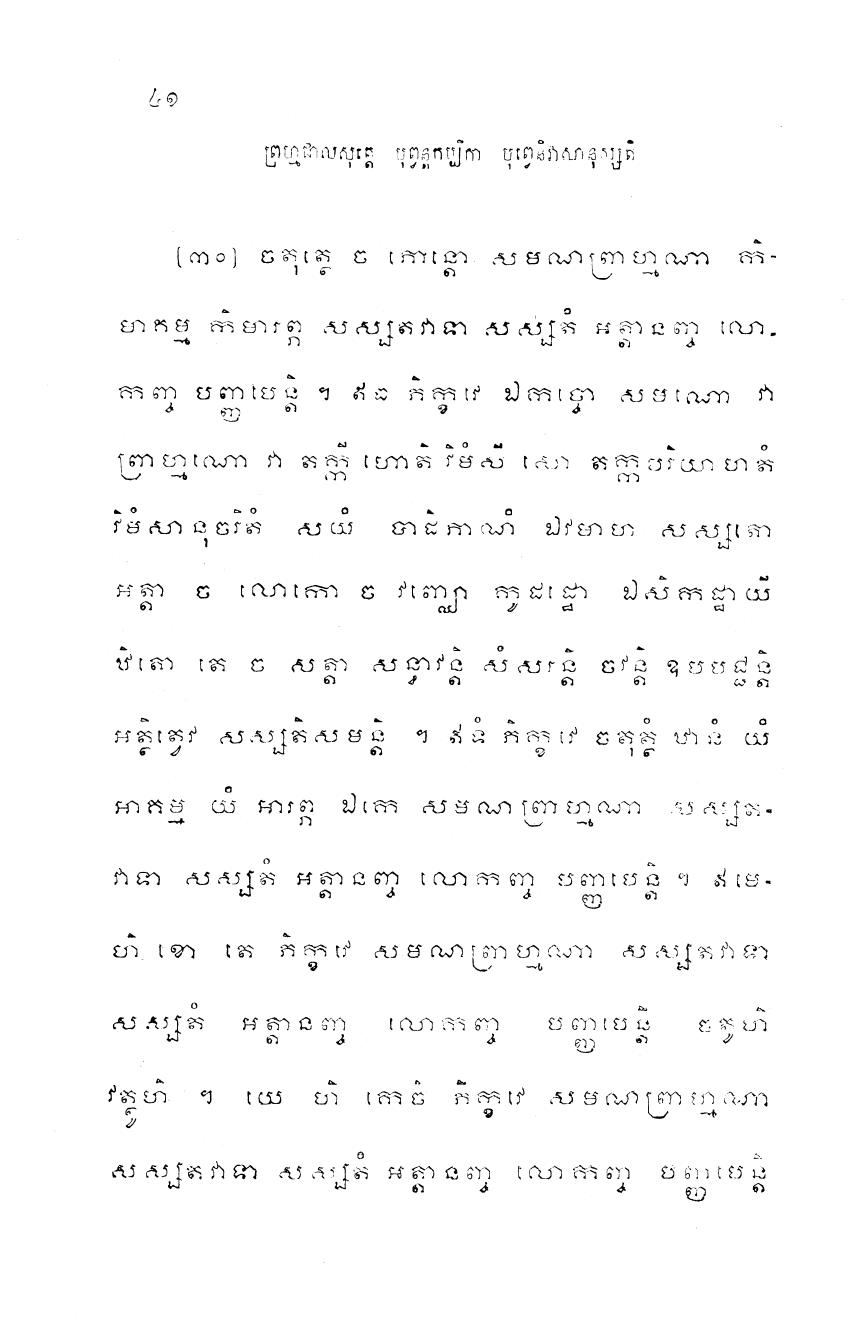 ៤១
ព្រហ្មជាលសុត្តេ បុព្វន្តកប្បិកា បុព្វេនិវាសានុស្សតិ
(៣០) ចតុត្ថេ ច ភោន្តោ សមណព្រាហ្មណា កិ-
មាគម្ម កិមារព្ភ សស្សតវាទា សស្សតំ អត្តានញ្ច លោ-
កញ្ច បញ្ញាបេន្តិ ។ ឥធ ភិក្ខវេ ឯកច្ចោ សមណោ វា
ព្រាហ្មណោ វា តក្កី ហោតិ វិមំសី សោ តក្កបរិយាហតំ
វិមំសានុចរិតំ សយំ បាដិភាណំ ឯវមាហ សស្សតោ
អត្តា ច លោកោ ច វញ្ឈោ កូដដ្ឋោ ឯសិកដ្ឋាយី
ឋិតោ តេ ច សត្តា សន្ធាវន្តិ សំសរន្តិ ចវន្តិ ឧបបជ្ជន្តិ
អត្ថិត្វេវ សស្សតិសមន្តិ ។ ឥទំ ភិក្ខវេ ចតុត្ថំ ឋានំ យំ
អាគម្ម យំ អារព្ភ ឯកេ សមណព្រាហ្មណា សស្សត-
វាទា សស្សតំ អត្តានញ្ច លោកញ្ច បញ្ញាបេន្តិ ។ ឥមេ-
ហិ ខោ តេ ភិក្ខវេ សមណព្រាហ្មណា សស្សតវាទា
សស្សតំ អត្តានញ្ច លោកញ្ច បញ្ញាបេន្តិ ចតូហិ
វត្ថូហិ ។ យេ ហិ កេចិ ភិក្ខវេ សមណព្រាហ្មណា
សស្សតវាទា សស្សតំ អត្តានញ្ច លោកញ្ច បញ្ញាបេន្តិ